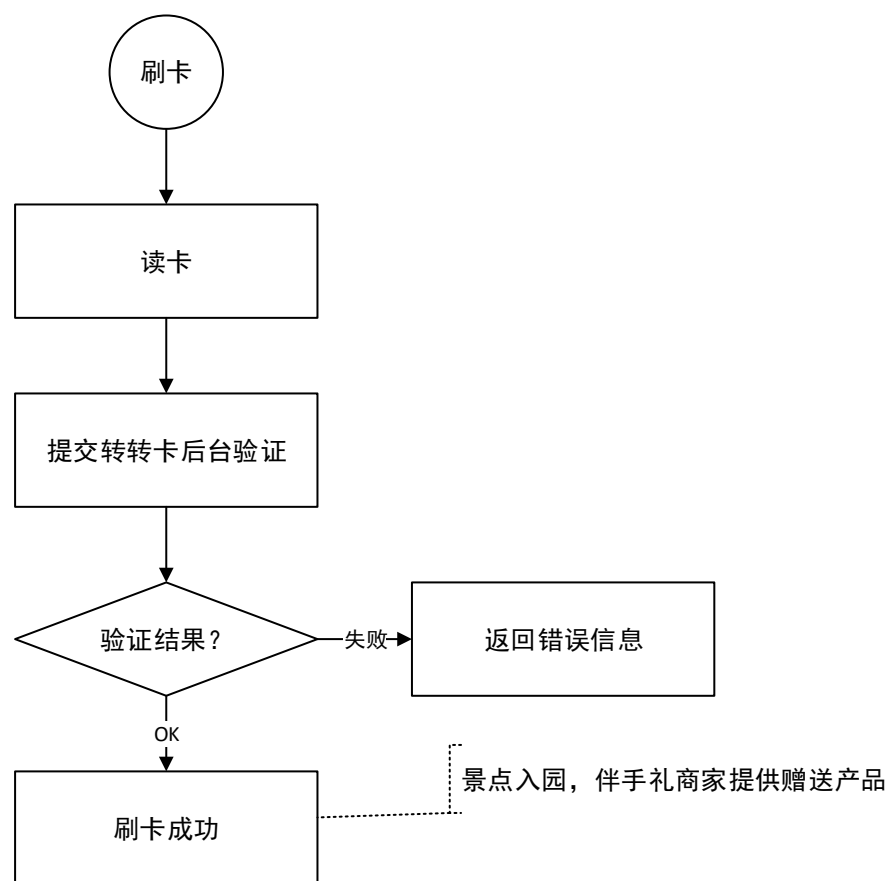 刷卡
读卡
提交转转卡后台验证
验证结果？
失败
返回错误信息
OK
景点入园，伴手礼商家提供赠送产品
刷卡成功